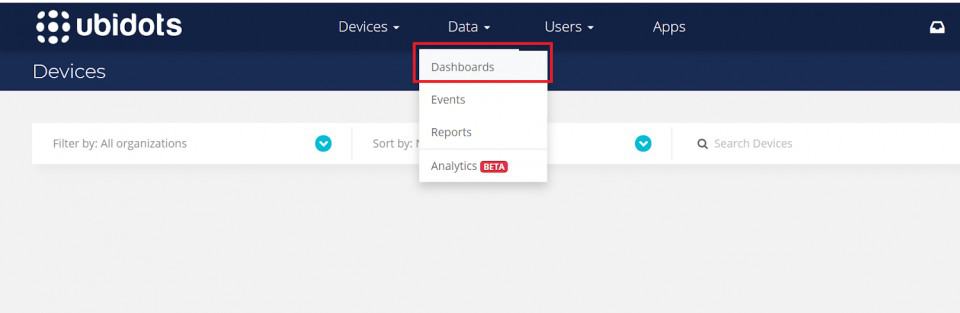 ubidots
Devices
Data
Users
Apps
Devices
Dashboards
Events
Reports
Analytics BETA
Filter by: All organizations
Sort by:
Search Devices